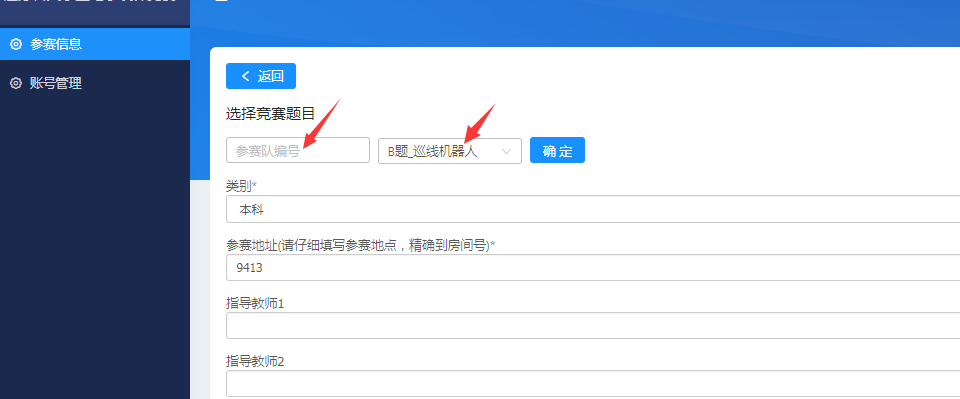 参赛信息
账号管理
返回
选择竞赛题目
参赛队编号
B题_巡线机器人
确 定
类别*
本科
参赛地址(请仔细填写参赛地点，精确到房间号)*
9413
指导教师1
指导教师2